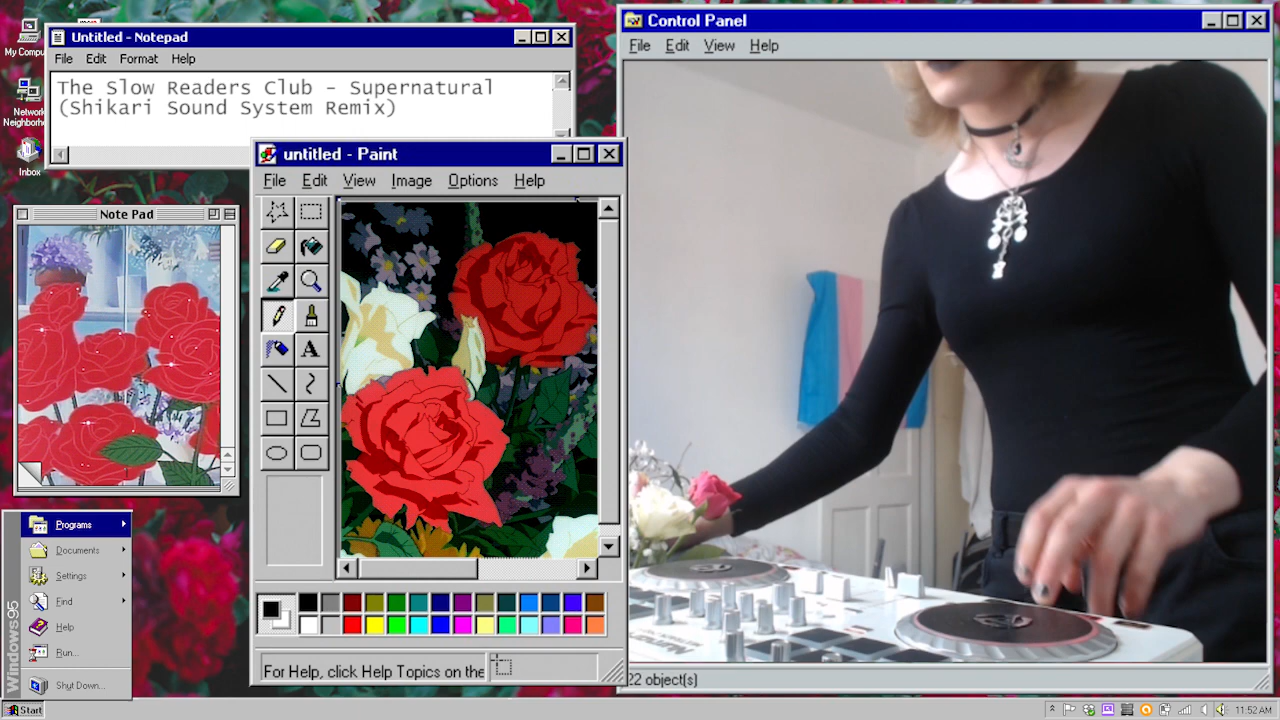 My Compu
Network
Neighborho
Inbox
Untitled - Notepad
File Edit Format Help
The Slow Readers Club - Supernatural
(Shikari Sound System Remix)
Note Pad
untitled - Paint
File Edit View Image Options Help
A
For Help, click Help Topics on the
Control Panel
File Edit View Help
22 object(s)
Windows95
Programs
Documents
Settings
Find
Help
Run...
Shut Down...
Start
11:52 AM